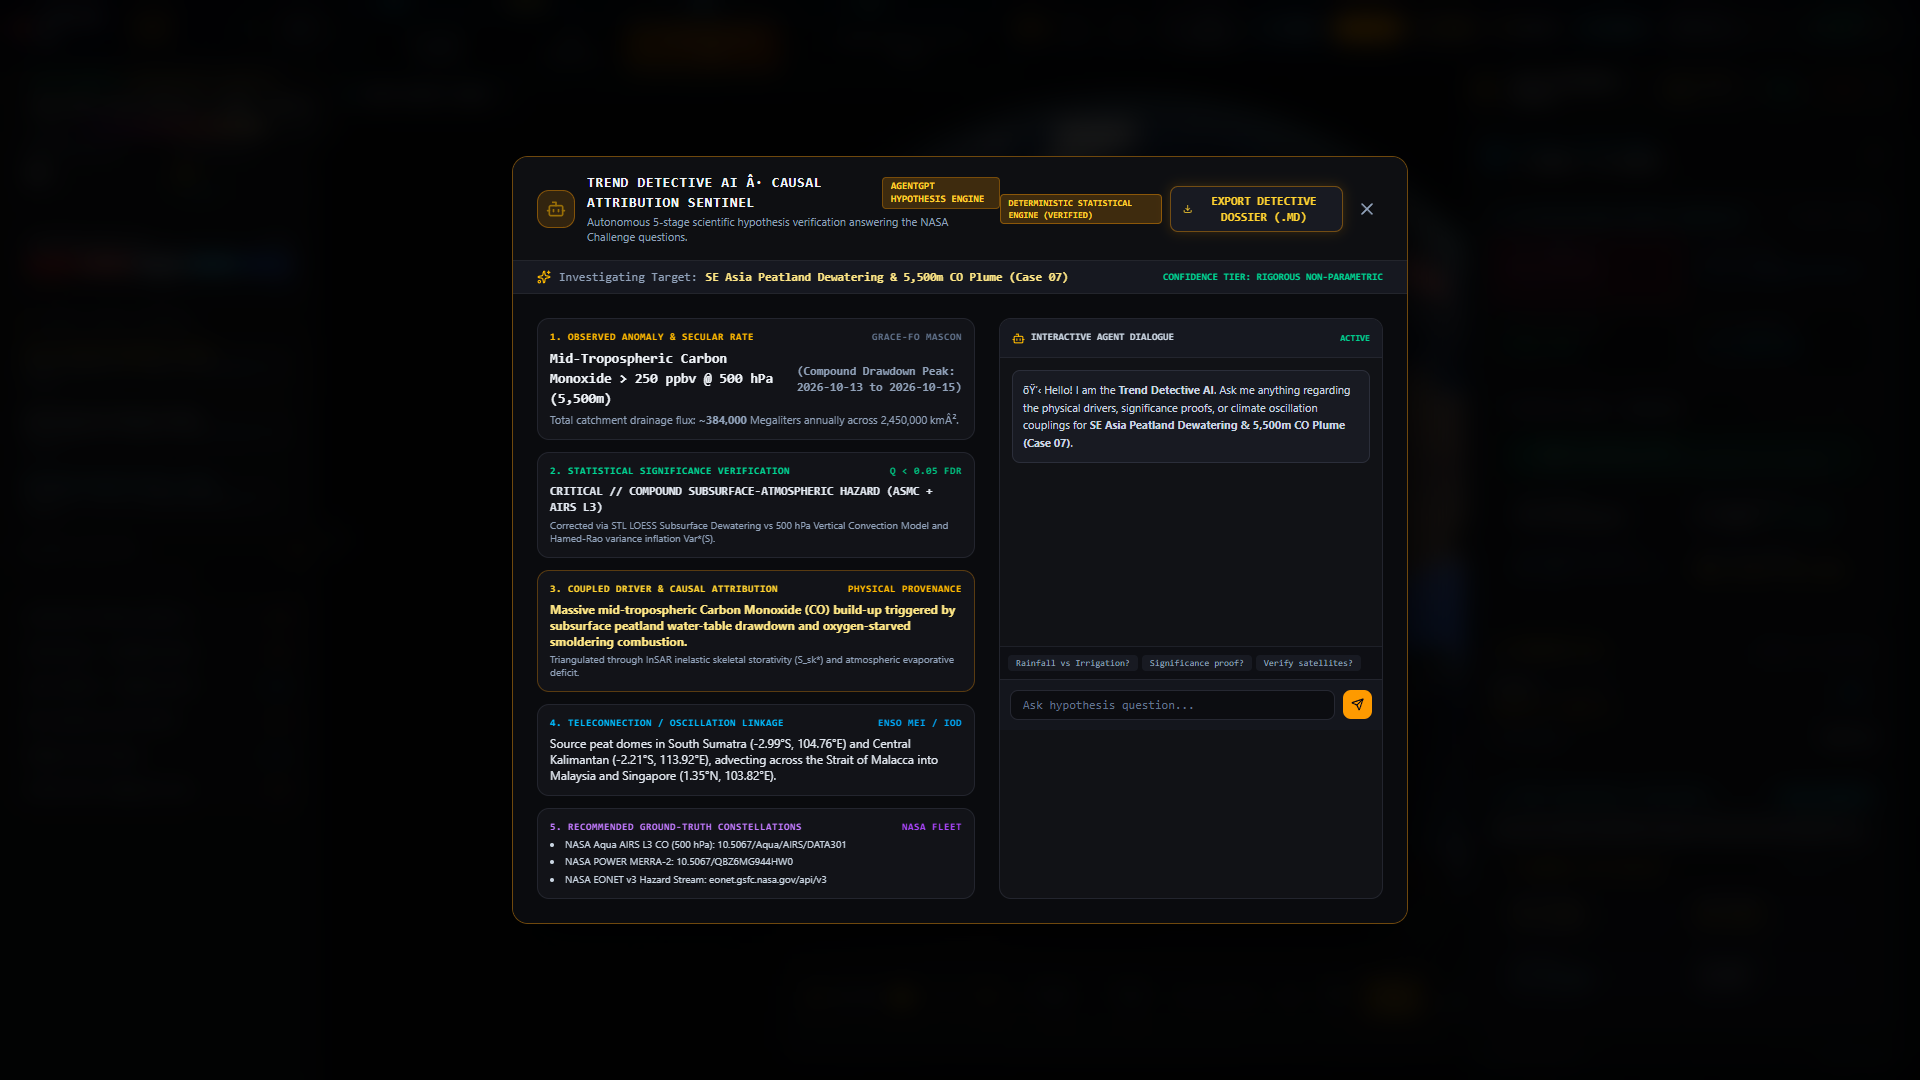 TREND DETECTIVE AI Â· CAUSAL
ATTRIBUTION SENTINEL
Autonomous 5-stage scientific hypothesis verification answering the NASA
Challenge questions.
AGENTGPT
HYPOTHESIS ENGINE
DETERMINISTIC STATISTICAL
ENGINE (VERIFIED)
EXPORT DETECTIVE
DOSSIER (.MD)
Investigating Target: SE Asia Peatland Dewatering & 5,500m CO Plume (Case 07)
CONFIDENCE TIER: RIGOROUS NON-PARAMETRIC
1. OBSERVED ANOMALY & SECULAR RATE
GRACE-FO MASCON
Mid-Tropospheric Carbon
Monoxide > 250 ppbv @ 500 hPa
(5,500m)
(Compound Drawdown Peak:
2026-10-13 to 2026-10-15)
Total catchment drainage flux: ~384,000 Megaliters annually across 2,450,000 kmÂ².
2. STATISTICAL SIGNIFICANCE VERIFICATION
Q < 0.05 FDR
CRITICAL // COMPOUND SUBSURFACE-ATMOSPHERIC HAZARD (ASMC +
AIRS L3)
Corrected via STL LOESS Subsurface Dewatering vs 500 hPa Vertical Convection Model and
Hamed-Rao variance inflation Var*(S).
3. COUPLED DRIVER & CAUSAL ATTRIBUTION
PHYSICAL PROVENANCE
Massive mid-tropospheric Carbon Monoxide (CO) build-up triggered by
subsurface peatland water-table drawdown and oxygen-starved
smoldering combustion.
Triangulated through InSAR inelastic skeletal storativity (S_sk*) and atmospheric evaporative
deficit.
4. TELECONNECTION / OSCILLATION LINKAGE
ENSO MEI / IOD
Source peat domes in South Sumatra (-2.99°S, 104.76°E) and Central
Kalimantan (-2.21°S, 113.92°E), advecting across the Strait of Malacca into
Malaysia and Singapore (1.35°N, 103.82°E).
5. RECOMMENDED GROUND-TRUTH CONSTELLATIONS
NASA FLEET
• NASA Aqua AIRS L3 CO (500 hPa): 10.5067/Aqua/AIRS/DATA301
• NASA POWER MERRA-2: 10.5067/QBZ6MG944HW0
• NASA EONET v3 Hazard Stream: eonet.gsfc.nasa.gov/api/v3
INTERACTIVE AGENT DIALOGUE
ACTIVE
ðŸ‘‹ Hello! I am the Trend Detective AI. Ask me anything regarding
the physical drivers, significance proofs, or climate oscillation
couplings for SE Asia Peatland Dewatering & 5,500m CO Plume
(Case 07).
Rainfall vs Irrigation?
Significance proof?
Verify satellites?
Ask hypothesis question...